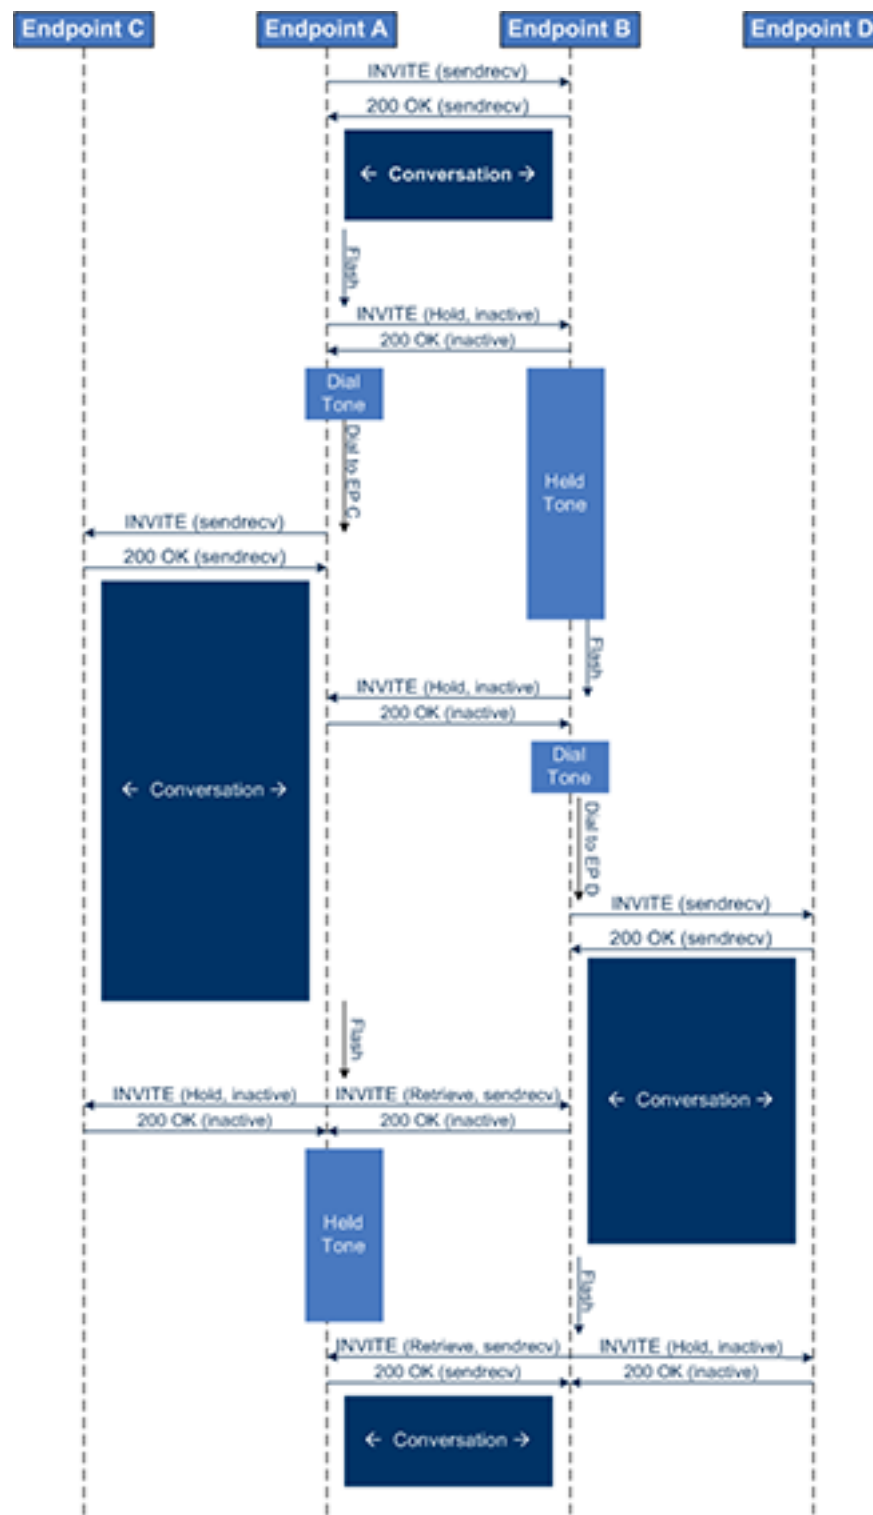 Endpoint C Endpoint A Endpoint B Endpoint D
INVITE (sendrecv)
200 OK (sendrecv)
← Conversation →
Flash
INVITE (Hold, inactive)
200 OK (inactive)
Dial
Tone
Dial to EP C
Held
Tone
INVITE (sendrecv)
200 OK (sendrecv)
Flash
INVITE (Hold, inactive)
200 OK (inactive)
Dial
Tone
← Conversation →
Dial to EP D
INVITE (sendrecv)
200 OK (sendrecv)
Flash
INVITE (Hold, inactive) INVITE (Retrieve, sendrecv)
← Conversation →
200 OK (inactive) 200 OK (inactive)
Held
Tone
Flash
INVITE (Retrieve, sendrecv) INVITE (Hold, inactive)
200 OK (sendrecv) 200 OK (inactive)
← Conversation →